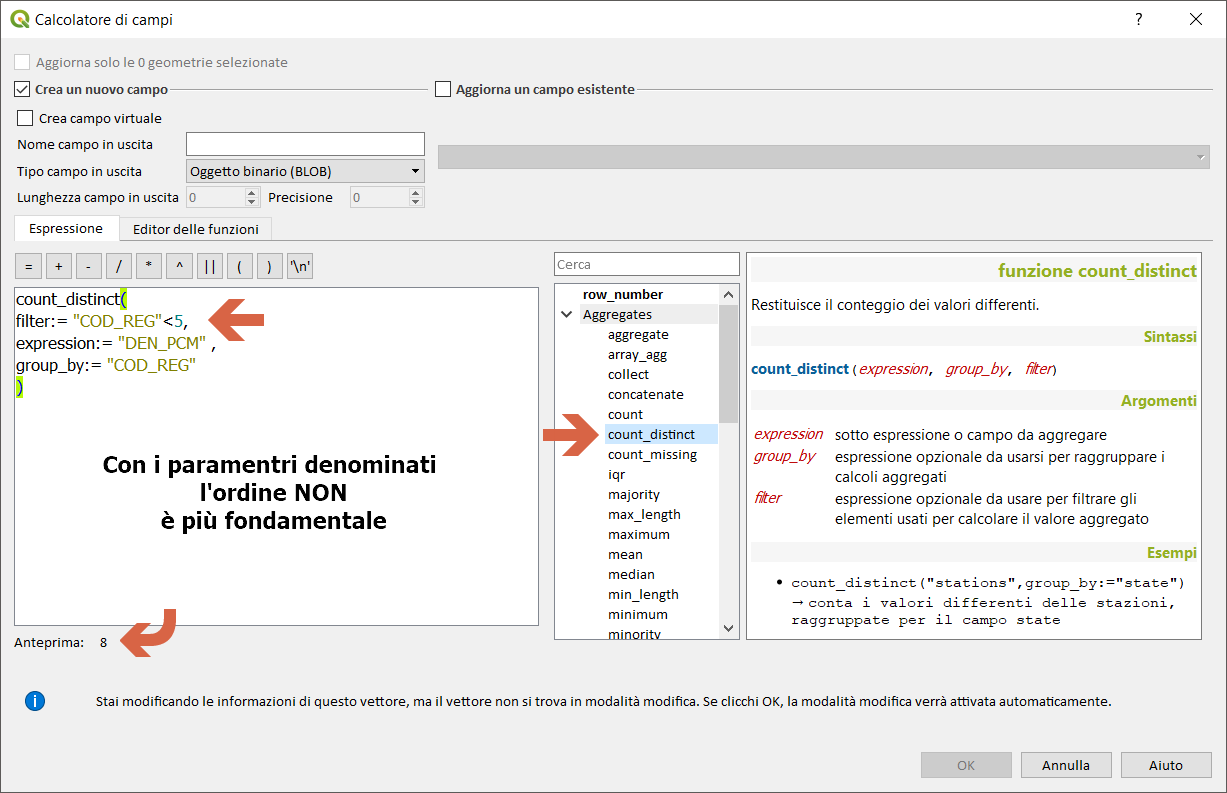 Calcolatore di campi
?
Aggiorna solo le 0 geometrie selezionate
Crea un nuovo campo
Aggiorna un campo esistente
Crea campo virtuale
Nome campo in uscita
Tipo campo in uscita
Oggetto binario (BLOB)
Lunghezza campo in uscita 0 Precisione 0
Espressione
Editor delle funzioni
= + - / * ^ || ( ) '\n'
count_distinct(
filter:= "COD_REG"<5,
expression:= "DEN_PCM" ,
group_by:= "COD_REG"
)
Con i paramentri denominati
l'ordine NON
è più fondamentale
Anteprima: 8
Cerca
row_number
Aggregates
aggregate
array_agg
collect
concatenate
count
count_distinct
count_missing
iqr
majority
max_length
maximum
mean
median
min_length
minimum
minority
funzione count_distinct
Restituisce il conteggio dei valori differenti.
Sintassi
count_distinct(expression, group_by, filter)
Argomenti
expression sotto espressione o campo da aggregare
group_by espressione opzionale da usarsi per raggruppare i
calcoli aggregati
filter espressione opzionale da usare per filtrare gli
elementi usati per calcolare il valore aggregato
Esempi
• count_distinct("stations",group_by:="state")
→ conta i valori differenti delle stazioni,
raggruppate per il campo state
Stai modificando le informazioni di questo vettore, ma il vettore non si trova in modalità modifica. Se clicchi OK, la modalità modifica verrà attivata automaticamente.
OK
Annulla
Aiuto